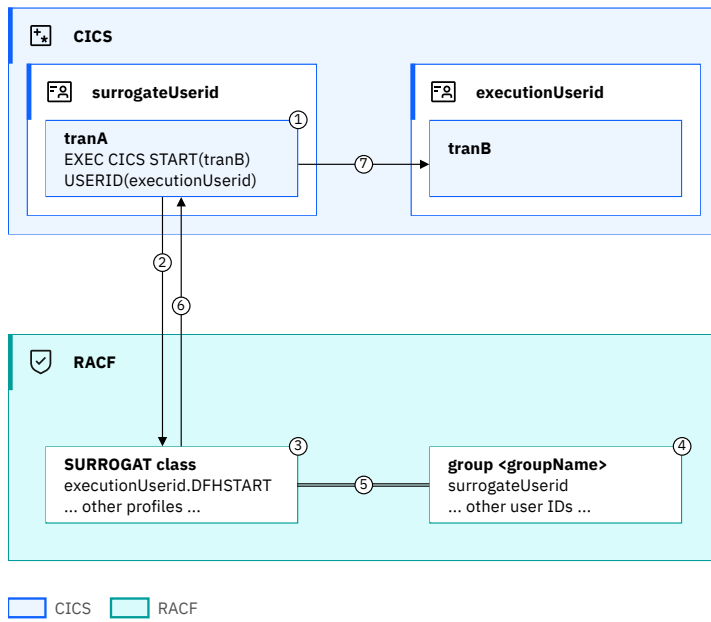 CICS
surrogateUserid
executionUserid
1
tranA
EXEC CICS START(tranB)
USERID(executionUserid)
7
tranB
2
6
RACF
3
SURROGAT class
executionUserid.DFHSTART
... other profiles ...
5
4
group <groupName>
surrogateUserid
... other user IDs ...
CICS
RACF